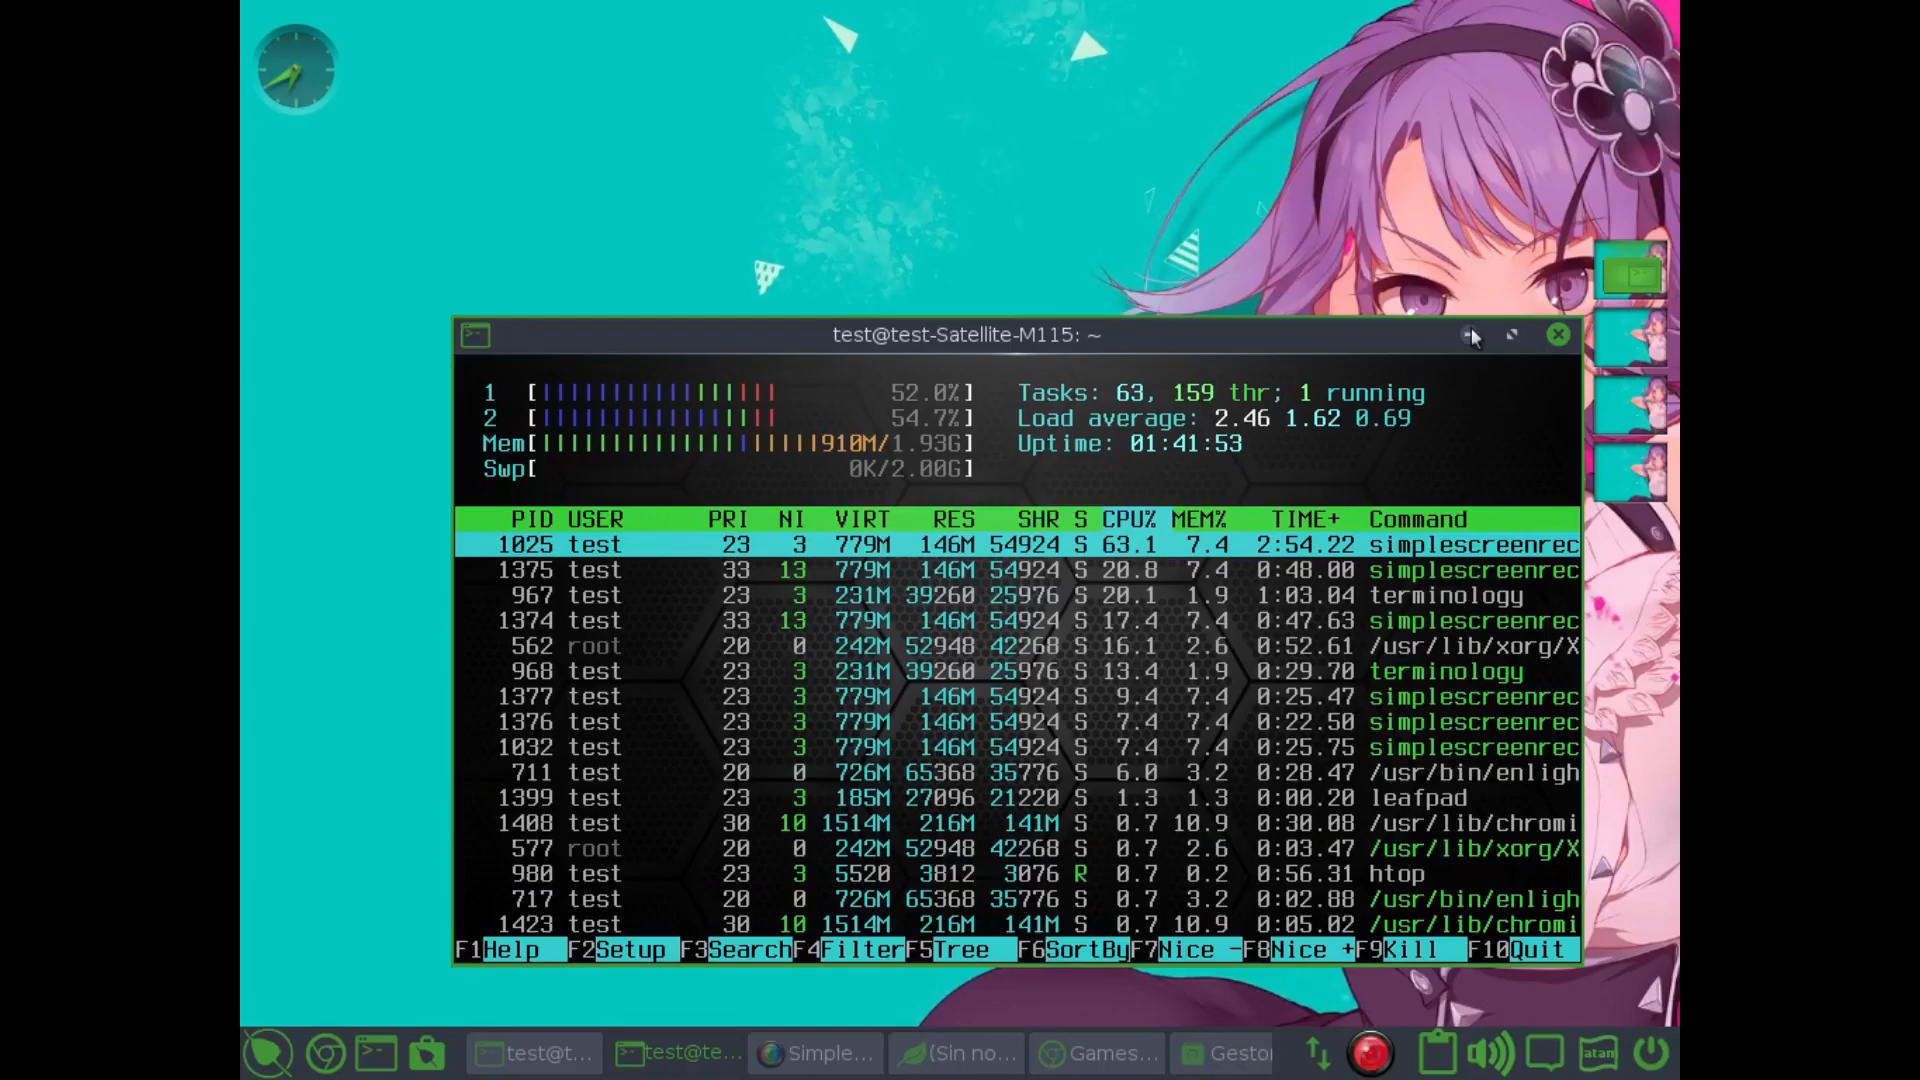 test@test-Satellite-M115: ~
1 [|||||||||||||||||| 52.0%] Tasks: 63, 159 thr; 1 running
2 [|||||||||||||||||| 54.7%] Load average: 2.46 1.62 0.69
Mem[||||||||||||||||||||910M/1.93G] Uptime: 01:41:53
Swp[ 0K/2.00G]
PID USER PRI NI VIRT RES SHR S CPU% MEM% TIME+ Command
1025 test 23 3 779M 146M 54924 S 63.1 7.4 2:54.22 simplescreenrec
1375 test 33 13 779M 146M 54924 S 20.8 7.4 0:48.00 simplescreenrec
967 test 23 3 231M 39260 25976 S 20.1 1.9 1:03.04 terminology
1374 test 33 13 779M 146M 54924 S 17.4 7.4 0:47.63 simplescreenrec
562 root 20 0 242M 52948 42268 S 16.1 2.6 0:52.61 /usr/lib/xorg/X
968 test 23 3 231M 39260 25976 S 13.4 1.9 0:29.70 terminology
1377 test 23 3 779M 146M 54924 S 9.4 7.4 0:25.47 simplescreenrec
1376 test 23 3 779M 146M 54924 S 7.4 7.4 0:22.50 simplescreenrec
1032 test 23 3 779M 146M 54924 S 7.4 7.4 0:25.75 simplescreenrec
711 test 20 0 726M 65368 35776 S 6.0 3.2 0:28.47 /usr/bin/enligh
1399 test 23 3 185M 27096 21220 S 1.3 1.3 0:00.20 leafpad
1408 test 30 10 1514M 216M 141M S 0.7 10.9 0:30.08 /usr/lib/chromi
577 root 20 0 242M 52948 42268 S 0.7 2.6 0:03.47 /usr/lib/xorg/X
980 test 23 3 5520 3812 3076 R 0.7 0.2 0:56.31 htop
717 test 20 0 726M 65368 35776 S 0.7 3.2 0:02.88 /usr/bin/enligh
1423 test 30 10 1514M 216M 141M S 0.7 10.9 0:05.02 /usr/lib/chromi
F1Help F2Setup F3SearchF4FilterF5Tree F6SortByF7Nice -F8Nice +F9Kill F10Quit
test@t... test@te... Simple... (Sin no... Games... Gestor latam